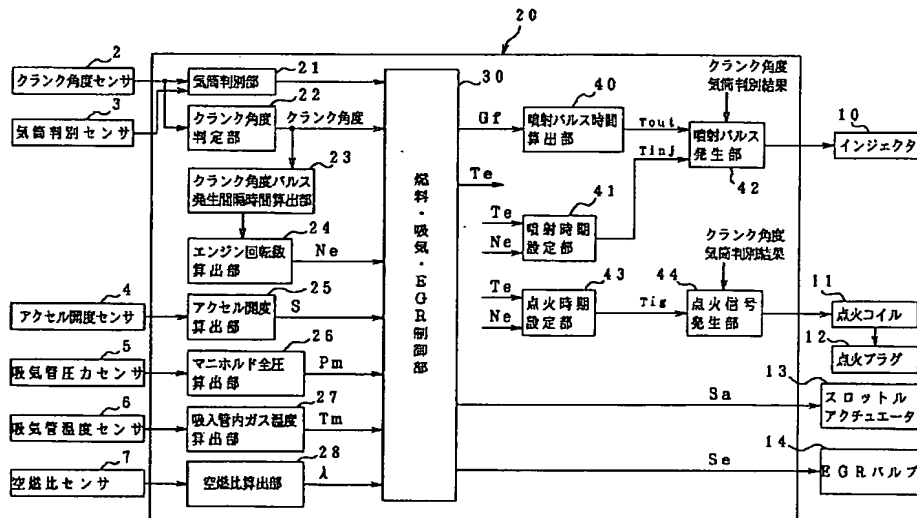 20
2
クランク角度センサ
3
気筒判別センサ
21
気筒判別部
22
クランク角度
判定部
クランク角度
23
クランク角度パルス
発生間隔時間算出部
24
エンジン回転数
算出部
Ne
4
アクセル開度センサ
25
アクセル開度
算出部
S
5
吸気管圧力センサ
26
マニホルド全圧
算出部
Pm
6
吸気管温度センサ
27
吸入管内ガス温度
算出部
Tm
7
空燃比センサ
28
空燃比算出部
λ
30
燃料・吸気・EGR制御部
Gf
40
噴射パルス時間
算出部
Tout
クランク角度
気筒判別結果
噴射パルス
発生部
42
10
インジェクタ
Te
Te
Ne
41
噴射時期
設定部
Tinj
Te
Ne
43
点火時期
設定部
Tig
クランク角度
気筒判別結果
44
点火信号
発生部
11
点火コイル
12
点火プラグ
13
スロットル
アクチュエータ
Sa
14
EGRバルブ
Se